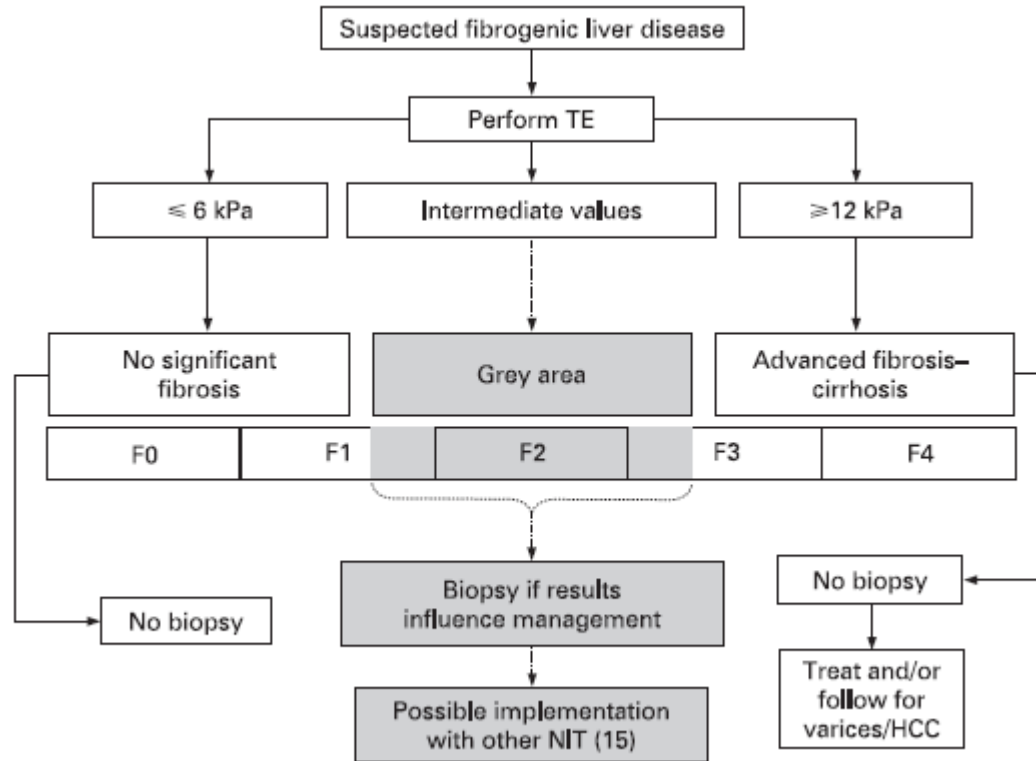 Suspected fibrogenic liver disease
Perform TE
⩽ 6 kPa
Intermediate values
⩾12 kPa
No significant
fibrosis
Grey area
Advanced fibrosis–
cirrhosis
F0
F1
F2
F3
F4
No biopsy
Biopsy if results
influence management
No biopsy
Possible implementation
with other NIT (15)
Treat and/or
follow for
varices/HCC